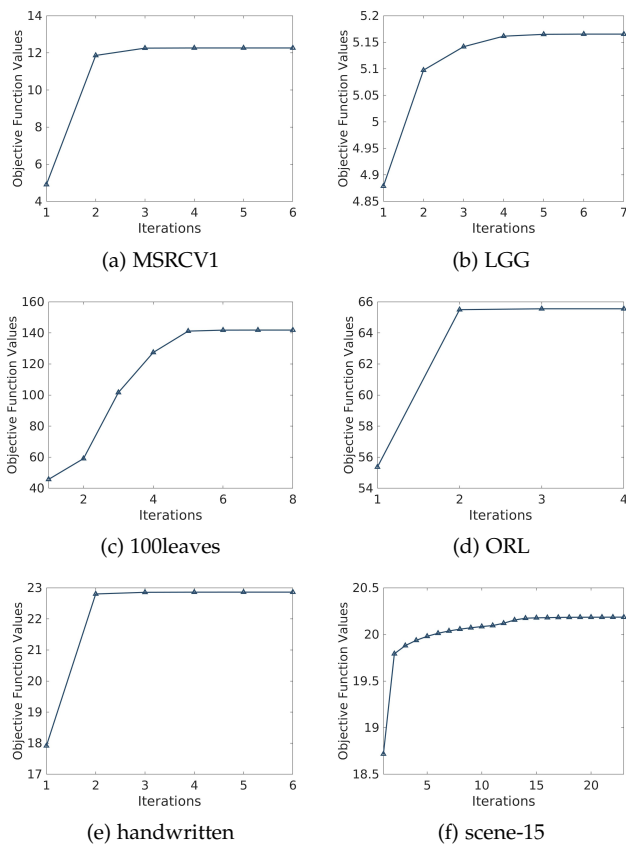 14
12
10
8
6
4
Objective Function Values
1 2 3 4 5 6
Iterations
(a) MSRCV1
5.2
5.15
5.1
5.05
5
4.95
4.9
4.85
Objective Function Values
1 2 3 4 5 6 7
Iterations
(b) LGG
160
140
120
100
80
60
40
Objective Function Values
2 4 6 8
Iterations
(c) 100leaves
66
64
62
60
58
56
54
Objective Function Values
1 2 3 4
Iterations
(d) ORL
23
22
21
20
19
18
17
Objective Function Values
1 2 3 4 5 6
Iterations
(e) handwritten
20.5
20
19.5
19
18.5
Objective Function Values
5 10 15 20
Iterations
(f) scene-15